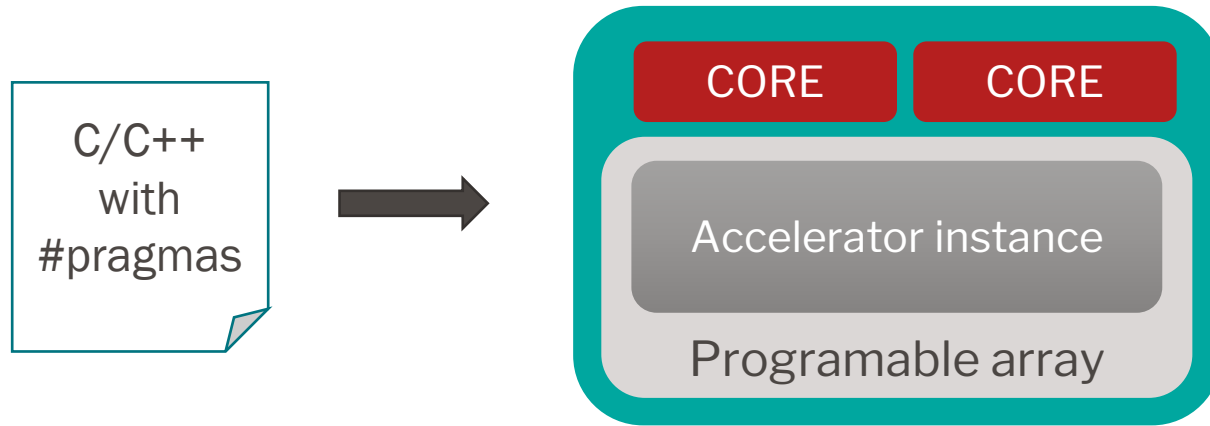 C/C++
with
#pragmas
CORE
CORE
Accelerator instance
Programable array